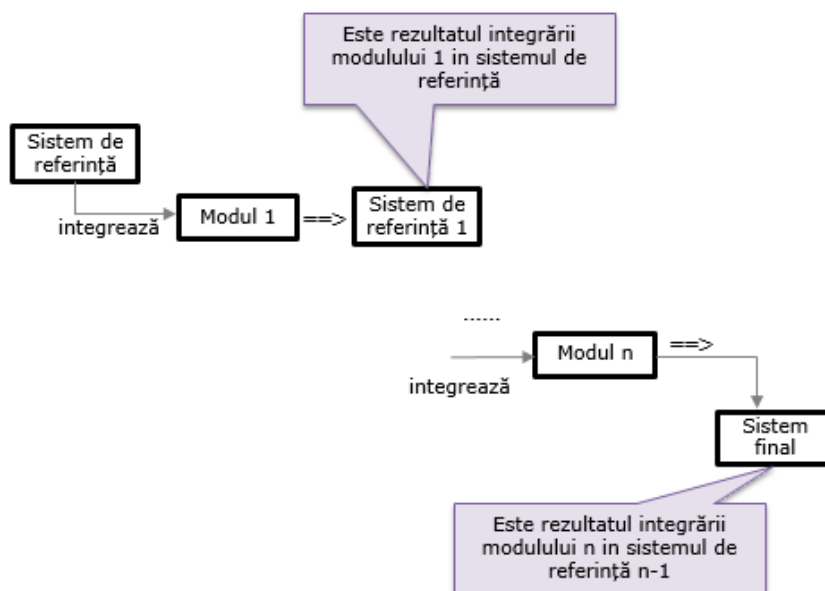 Este rezultatul integrării
modulului 1 in sistemul de
referință
Sistem de
referință
integrează
Modul 1
==>
Sistem de
referință 1
......
integrează
Modul n
==>
Sistem
final
Este rezultatul integrării
modulului n in sistemul de
referință n-1